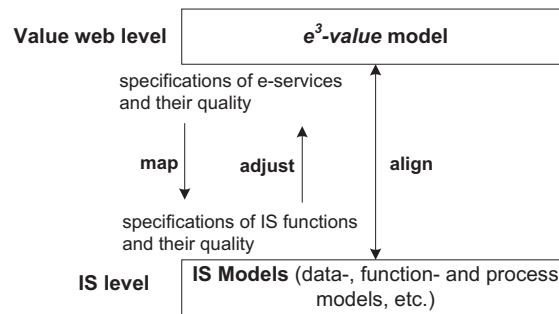 Value web level
e³-value model
specifications of e-services
and their quality
map
adjust
align
specifications of IS functions
and their quality
IS level
IS Models (data-, function- and process
models, etc.)